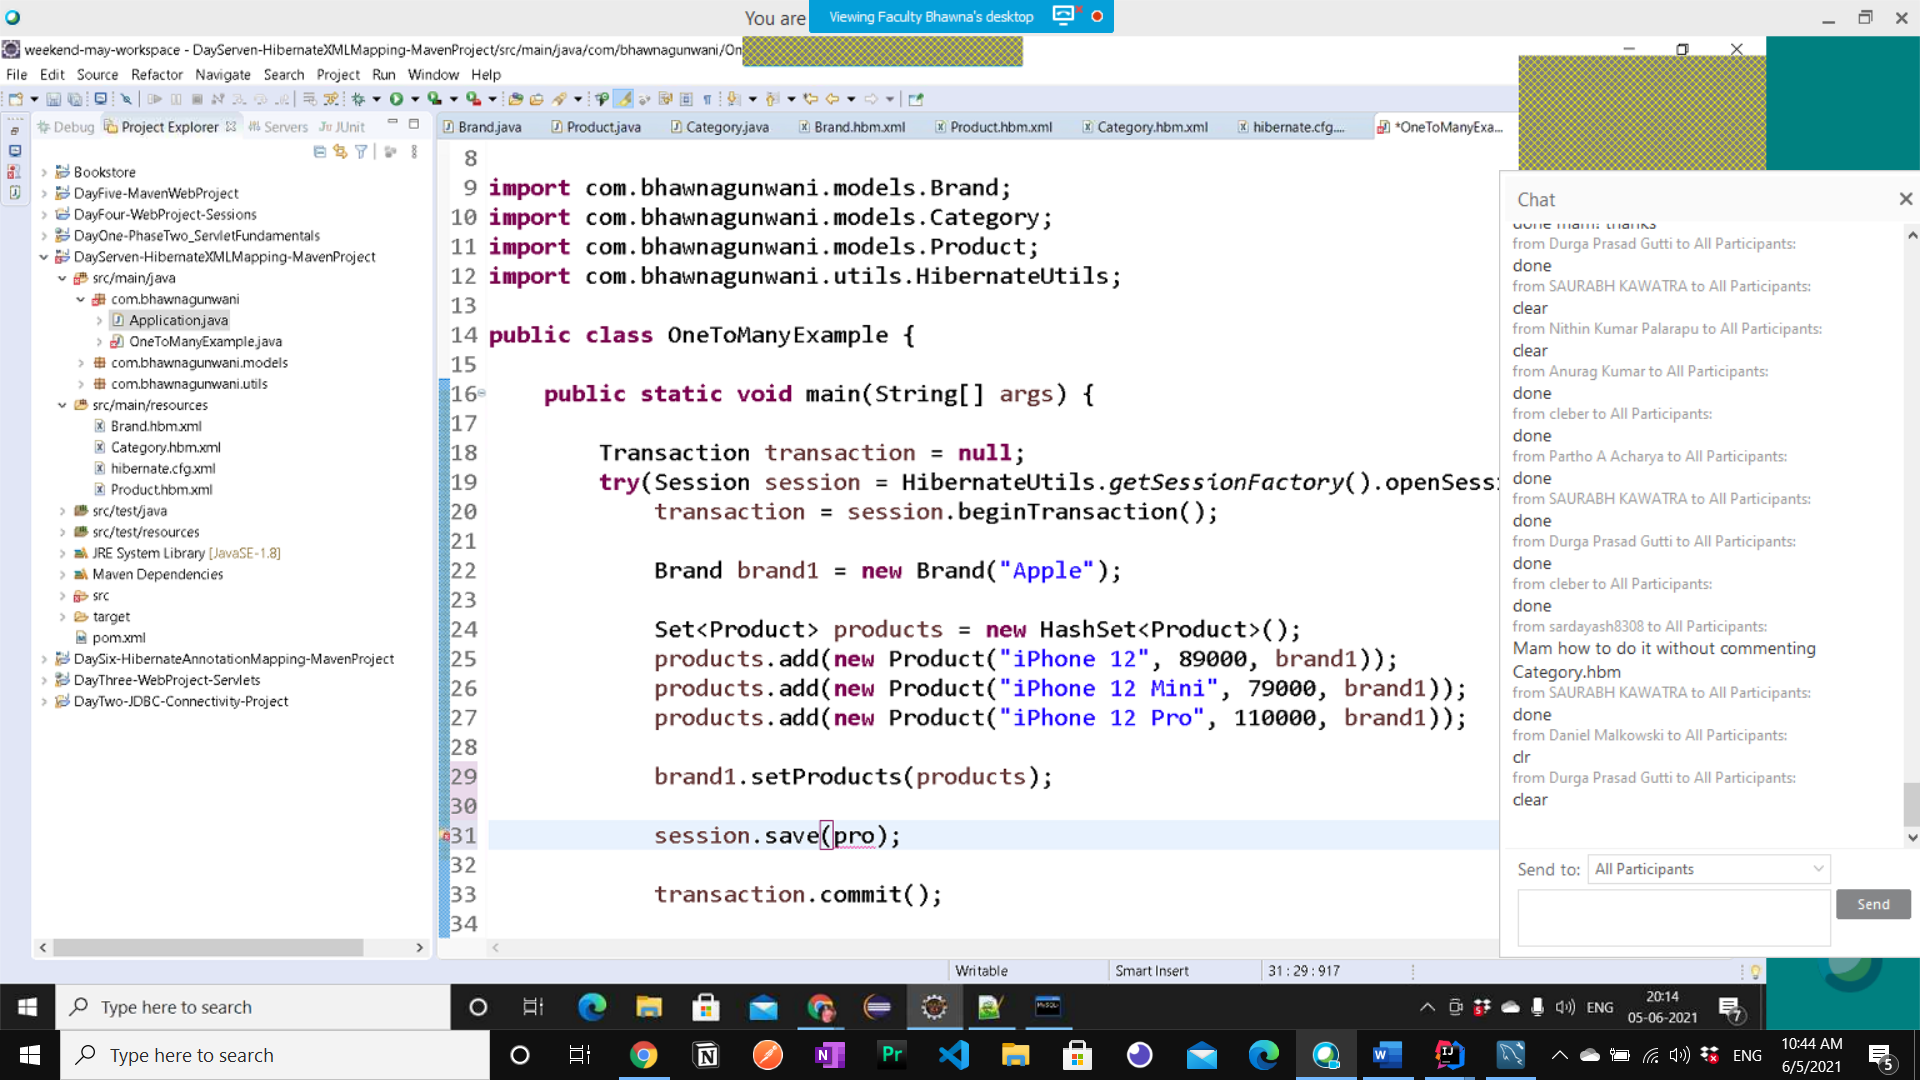 You are
Viewing Faculty Bhawna's desktop
weekend-may-workspace - DayServen-HibernateXMLMapping-MavenProject/src/main/java/com/bhawnagunwani/On
File Edit Source Refactor Navigate Search Project Run Window Help
Debug Project Explorer Servers JUnit
Brand.java Product.java Category.java Brand.hbm.xml Product.hbm.xml Category.hbm.xml hibernate.cfg.... *OneToManyExa...
Bookstore
DayFive-MavenWebProject
DayFour-WebProject-Sessions
DayOne-PhaseTwo_ServletFundamentals
DayServen-HibernateXMLMapping-MavenProject
src/main/java
com.bhawnagunwani
Application.java
OneToManyExample.java
com.bhawnagunwani.models
com.bhawnagunwani.utils
src/main/resources
Brand.hbm.xml
Category.hbm.xml
hibernate.cfg.xml
Product.hbm.xml
src/test/java
src/test/resources
JRE System Library [JavaSE-1.8]
Maven Dependencies
src
target
pom.xml
DaySix-HibernateAnnotationMapping-MavenProject
DayThree-WebProject-Servlets
DayTwo-JDBC-Connectivity-Project
8
9 import com.bhawnagunwani.models.Brand;
10 import com.bhawnagunwani.models.Category;
11 import com.bhawnagunwani.models.Product;
12 import com.bhawnagunwani.utils.HibernateUtils;
13
14 public class OneToManyExample {
15
16 public static void main(String[] args) {
17
18 Transaction transaction = null;
19 try(Session session = HibernateUtils.getSessionFactory().openSess
20 transaction = session.beginTransaction();
21
22 Brand brand1 = new Brand("Apple");
23
24 Set<Product> products = new HashSet<Product>();
25 products.add(new Product("iPhone 12", 89000, brand1));
26 products.add(new Product("iPhone 12 Mini", 79000, brand1));
27 products.add(new Product("iPhone 12 Pro", 110000, brand1));
28
29 brand1.setProducts(products);
30
31 session.save(pro);
32
33 transaction.commit();
34
Writable Smart Insert 31 : 29 : 917
Chat
done mam! thanks
from Durga Prasad Gutti to All Participants:
done
from SAURABH KAWATRA to All Participants:
clear
from Nithin Kumar Palarapu to All Participants:
clear
from Anurag Kumar to All Participants:
done
from cleber to All Participants:
done
from Partho A Acharya to All Participants:
done
from SAURABH KAWATRA to All Participants:
done
from Durga Prasad Gutti to All Participants:
done
from cleber to All Participants:
done
from sardayash8308 to All Participants:
Mam how to do it without commenting
Category.hbm
from SAURABH KAWATRA to All Participants:
done
from Daniel Malkowski to All Participants:
clr
from Durga Prasad Gutti to All Participants:
clear
Send to: All Participants
Send
Type here to search
ENG
20:14
05-06-2021
7
Type here to search
ENG
10:44 AM
6/5/2021
5